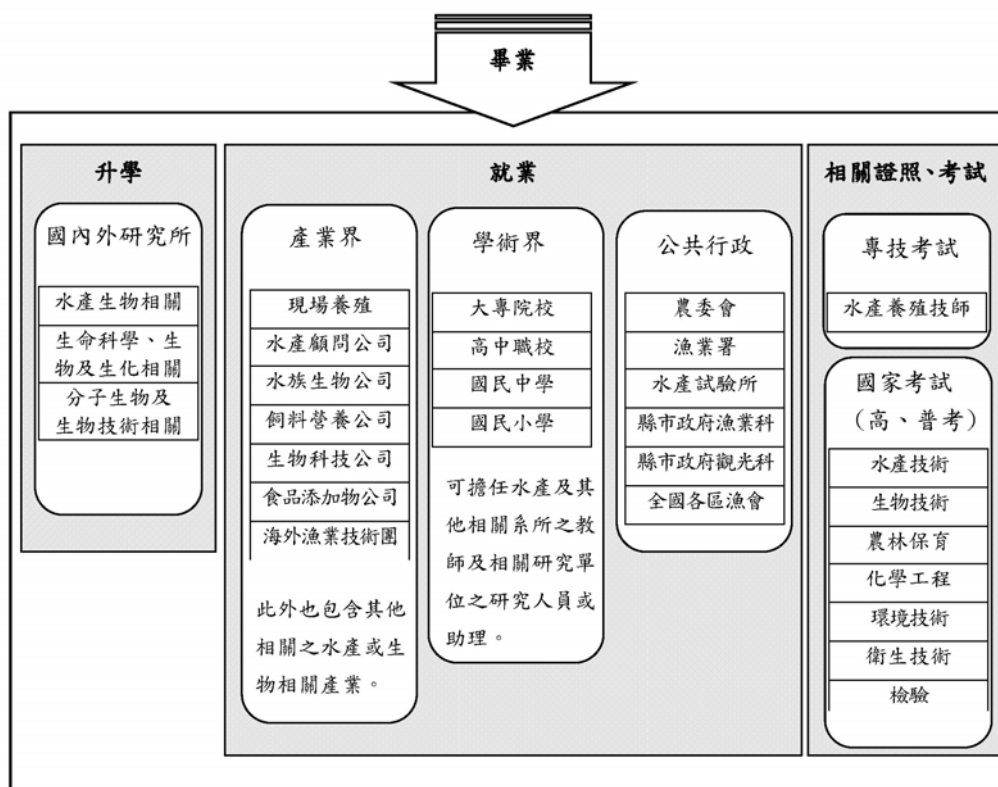 畢業
升學
國內外研究所
水產生物相關
生命科學、生
物及生化相關
分子生物及
生物技術相關
就業
產業界
現場養殖
水產顧問公司
水族生物公司
飼料營養公司
生物科技公司
食品添加物公司
海外漁業技術團
此外也包含其他
相關之水產或生
物相關產業。
學術界
大專院校
高中職校
國民中學
國民小學
可擔任水產及其
他相關系所之教
師及相關研究單
位之研究人員或
助理。
公共行政
農委會
漁業署
水產試驗所
縣市政府漁業科
縣市政府觀光科
全國各區漁會
相關證照、考試
專技考試
水產養殖技師
國家考試
(高、普考)
水產技術
生物技術
農林保育
化學工程
環境技術
衛生技術
檢驗